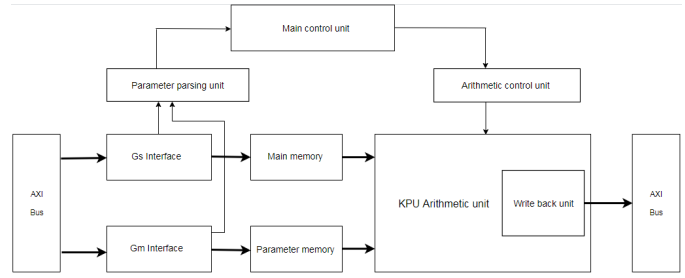 Main control unit
Parameter parsing unit
Arithmetic control unit
AXI
Bus
Gs Interface
Main memory
KPU Arithmetic unit
Write back unit
AXI
Bus
Gm Interface
Parameter memory